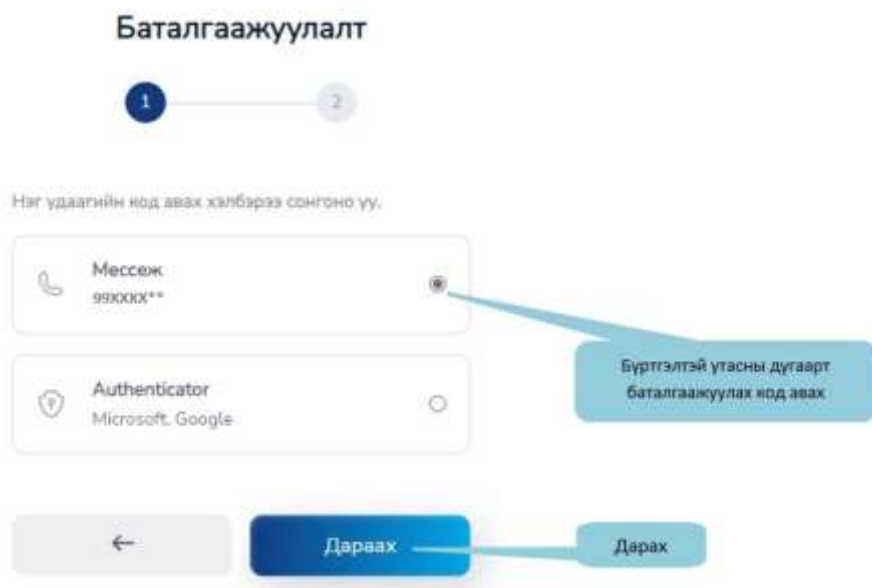 Баталгаажуулалт
1
2
Нэг удаагийн код авах хэлбэрээ сонгоно уу.
Мессеж
99XXXX**
Бүртгэлтэй утасны дугаарт
баталгаажуулах код авах
Authenticator
Microsoft, Google
Дараах
Дарах